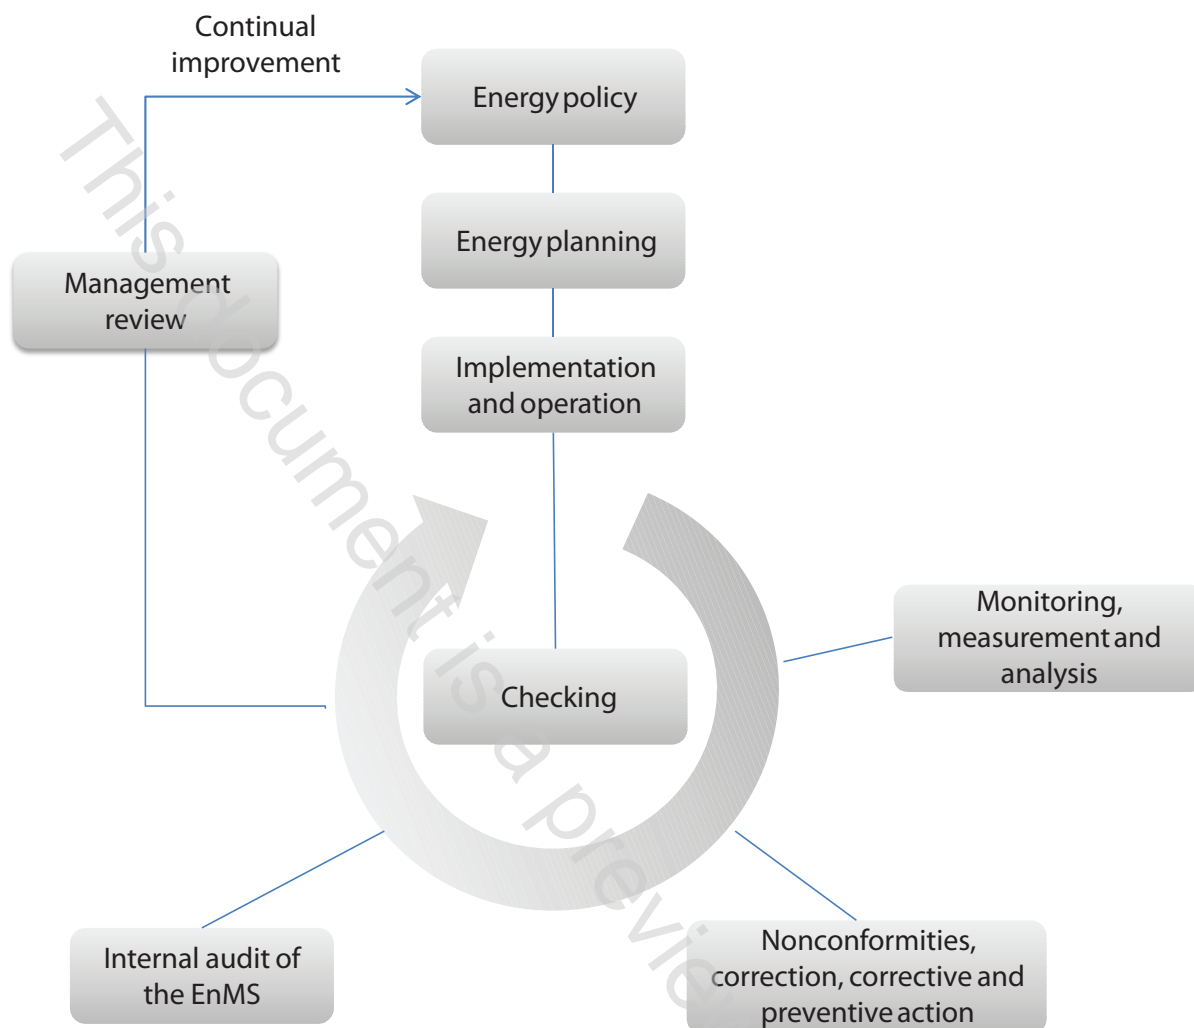 Continual
improvement
Energy policy
Energy planning
Management
review
Implementation
and operation
Monitoring,
measurement and
analysis
Checking
Internal audit of
the EnMS
Nonconformities,
correction, corrective and
preventive action
This document is a preview